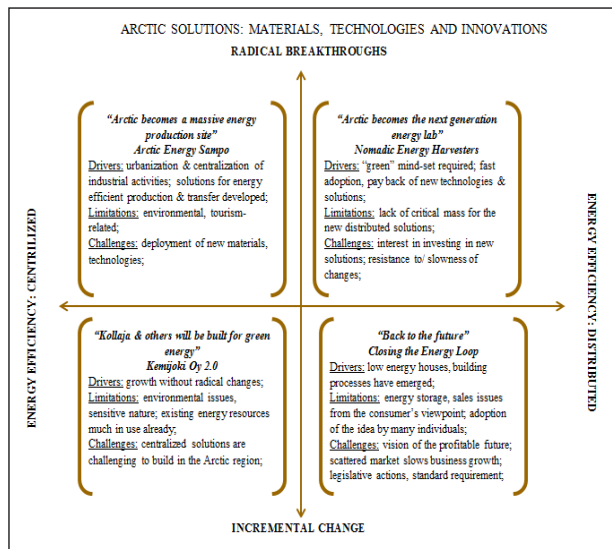 ARCTIC SOLUTIONS: MATERIALS, TECHNOLOGIES AND INNOVATIONS
RADICAL BREAKTHROUGHS
“Arctic becomes a massive energy
production site”
Arctic Energy Sampo
Drivers: urbanization & centralization of
industrial activities; solutions for energy
efficient production & transfer developed;
Limitations: environmental, tourism-
related;
Challenges: deployment of new materials,
technologies;
“Arctic becomes the next generation
energy lab”
Nomadic Energy Harvesters
Drivers: “green” mind-set required; fast
adoption, pay back of new technologies &
solutions;
Limitations: lack of critical mass for the
new distributed solutions;
Challenges: interest in investing in new
solutions; resistance to/ slowness of
changes;
ENERGY EFFICIENCY: CENTRILIZED
ENERGY EFFICIENCY: DISTRIBUTED
“Kollaja & others will be built for green
energy”
Kemijoki Oy 2.0
Drivers: growth without radical changes;
Limitations: environmental issues,
sensitive nature; existing energy resources
much in use already;
Challenges: centralized solutions are
challenging to build in the Arctic region;
“Back to the future”
Closing the Energy Loop
Drivers: low energy houses, building
processes have emerged;
Limitations: energy storage, sales issues
from the consumer’s viewpoint; adoption
of the idea by many individuals;
Challenges: vision of the profitable future;
scattered market slows business growth;
legislative actions, standard requirement;
INCREMENTAL CHANGE